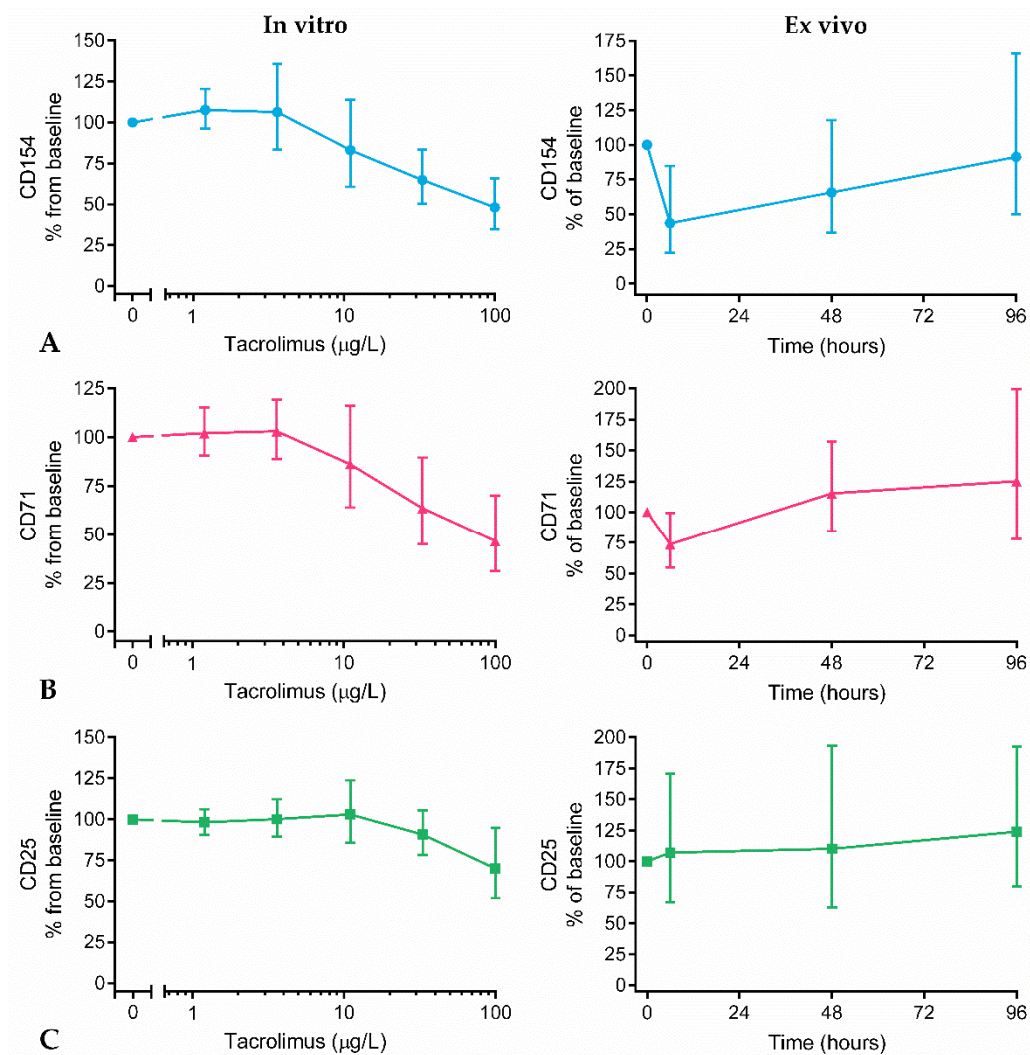 In vitro
Ex vivo
150
125
100
75
50
25
0
CD154
% from baseline
0 1 10 100
Tacrolimus (µg/L)
A
175
150
125
100
75
50
25
0
CD154
% of baseline
0 24 48 72 96
Time (hours)
125
100
75
50
25
0
CD71
% from baseline
0 1 10 100
Tacrolimus (µg/L)
B
200
175
150
125
100
75
50
25
0
CD71
% of baseline
0 24 48 72 96
Time (hours)
150
125
100
75
50
25
0
CD25
% from baseline
0 1 10 100
Tacrolimus (µg/L)
C
200
175
150
125
100
75
50
25
0
CD25
% of baseline
0 24 48 72 96
Time (hours)